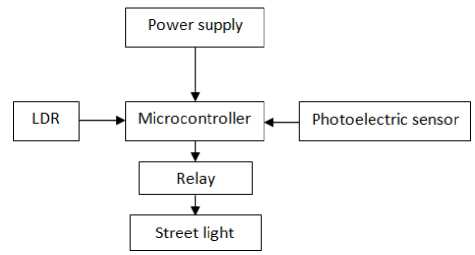 Power supply
LDR
Microcontroller
Photoelectric sensor
Relay
Street light